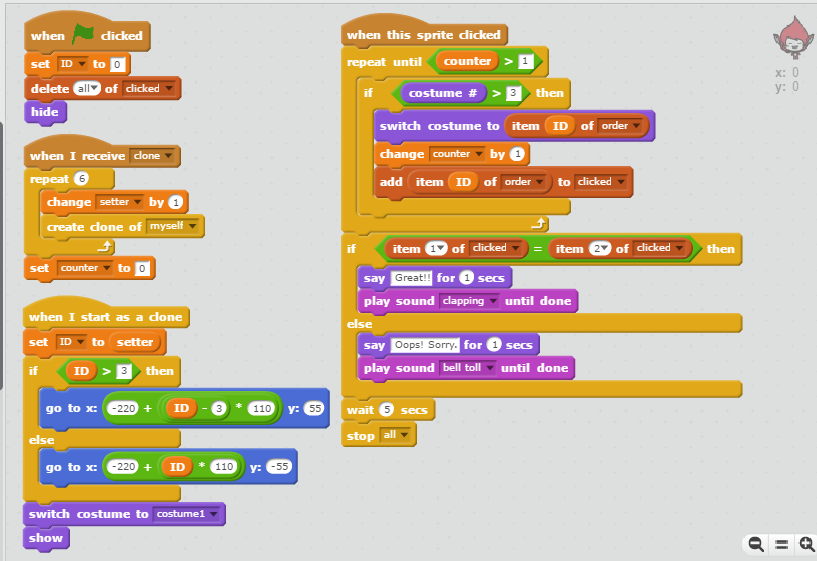 when clicked
set ID to 0
delete all of clicked
hide
when I receive clone
repeat 6
change setter by 1
create clone of myself
set counter to 0
when I start as a clone
set ID to setter
if ID > 3 then
go to x: -220 + ID - 3 * 110 y: 55
else
go to x: -220 + ID * 110 y: -55
switch costume to costume1
show
when this sprite clicked
repeat until counter > 1
if costume # > 3 then
switch costume to item ID of order
change counter by 1
add item ID of order to clicked
if item 1 of clicked = item 2 of clicked then
say Great!! for 1 secs
play sound clapping until done
else
say Oops! Sorry. for 1 secs
play sound bell toll until done
wait 5 secs
stop all
x: 0
y: 0